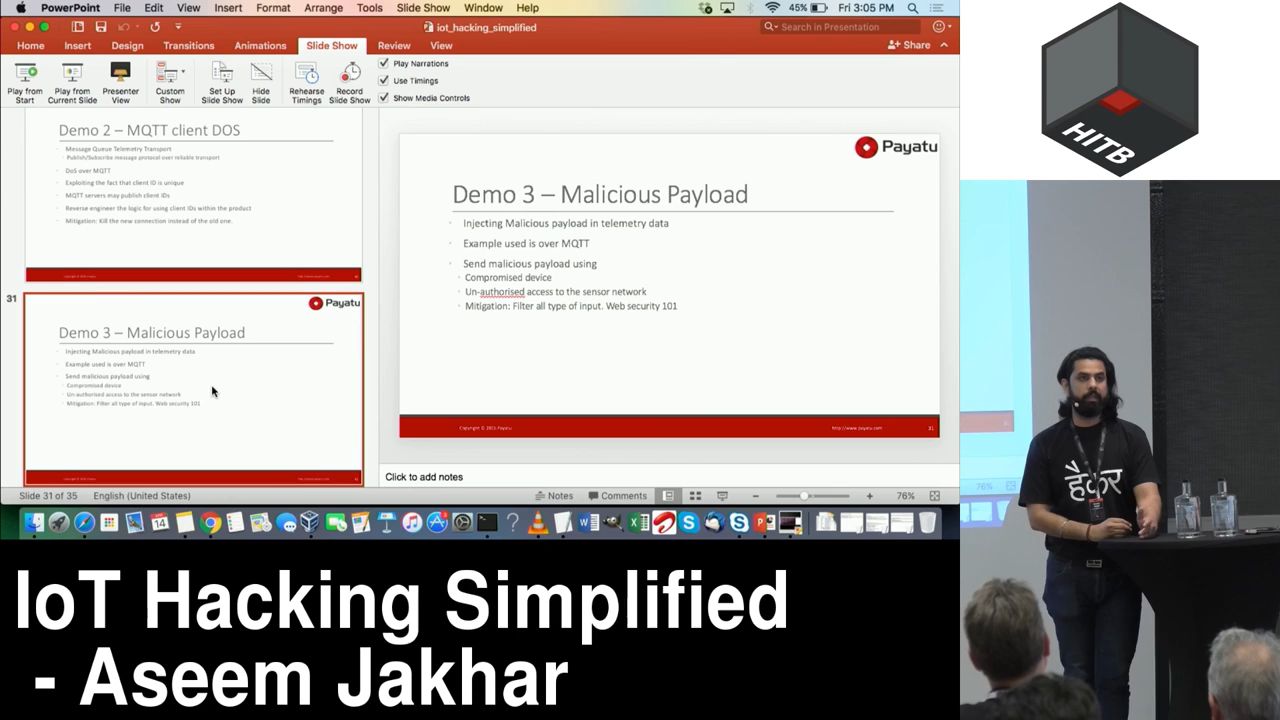 PowerPoint File Edit View Insert Format Arrange Tools Slide Show Window Help 45% Fri 3:05 PM
iot_hacking_simplified
Search in Presentation
Home Insert Design Transitions Animations Slide Show Review View Share
Play from Start
Play from Current Slide
Presenter View
Custom Show
Set Up Slide Show
Hide Slide
Rehearse Timings
Record Slide Show
Play Narrations
Use Timings
Show Media Controls
Demo 2 – MQTT client DOS
Message Queue Telemetry Transport
Publish/Subscribe message protocol over reliable transport
DoS over MQTT
Exploiting the fact that client ID is unique
MQTT servers may publish client IDs
Reverse engineer the logic for using client IDs within the product
Mitigation: Kill the new connection instead of the old one.
31
Payatu
Demo 3 – Malicious Payload
Injecting Malicious payload in telemetry data
Example used is over MQTT
Send malicious payload using
Compromised device
Un-authorised access to the sensor network
Mitigation: Filter all type of input. Web security 101
Payatu
Demo 3 – Malicious Payload
Injecting Malicious payload in telemetry data
Example used is over MQTT
Send malicious payload using
Compromised device
Un-authorised access to the sensor network
Mitigation: Filter all type of input. Web security 101
Copyright © 2015 Payatu http://www.payatu.com 31
Click to add notes
Slide 31 of 35 English (United States) Notes Comments 76%
HITB
हैकर
76%
IoT Hacking Simplified
- Aseem Jakhar